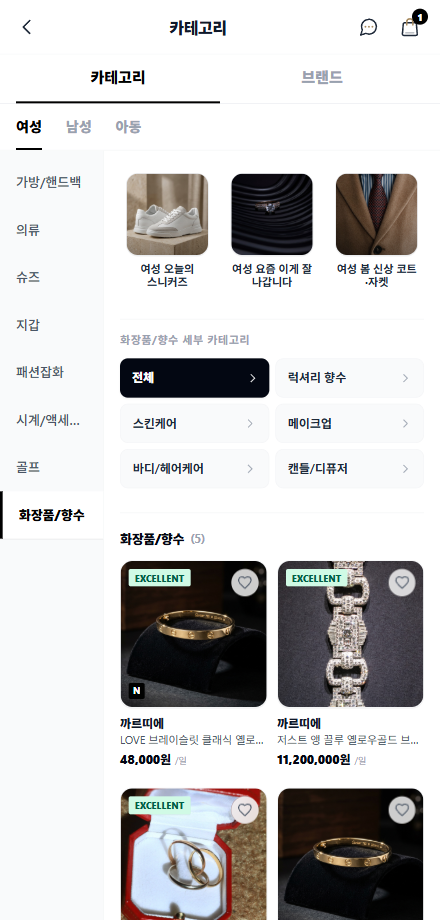 카테고리
1
카테고리
브랜드
여성
남성
아동
가방/핸드백
의류
슈즈
지갑
패션잡화
시계/액세...
골프
화장품/향수
여성 오늘의
스니커즈
여성 요즘 이게 잘
나갑니다
여성 봄 신상 코트
·자켓
화장품/향수 세부 카테고리
전체
럭셔리 향수
스킨케어
메이크업
바디/헤어케어
캔들/디퓨저
화장품/향수 (5)
EXCELLENT
N
까르띠에
LOVE 브레이슬릿 클래식 옐로...
48,000원 /일
EXCELLENT
까르띠에
저스트 앵 끌루 옐로우골드 브...
11,200,000원 /일
EXCELLENT